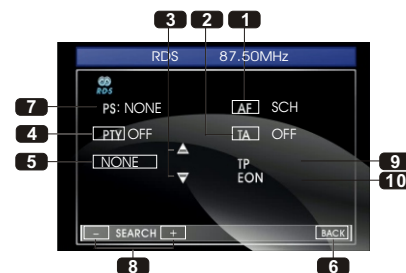 3 2 1
RDS 87.50MHz
RDS
7 PS: NONE AF SCH
4 PTY OFF TA OFF
5 NONE TP 9
EON 10
- SEARCH + BACK
8 6